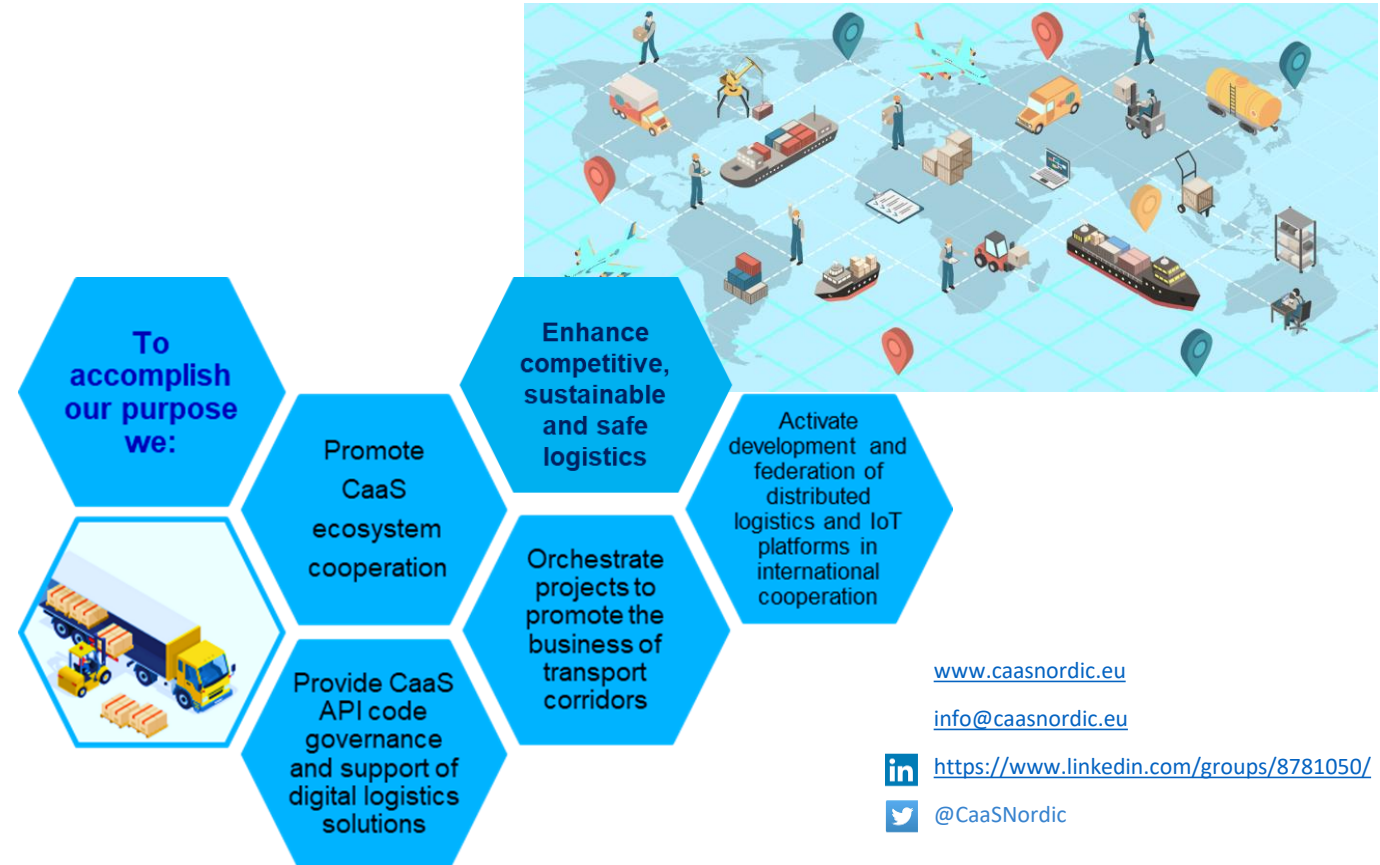 To
accomplish
our purpose
we:
Promote
CaaS
ecosystem
cooperation
Provide CaaS
API code
governance
and support of
digital logistics
solutions
Enhance
competitive,
sustainable
and safe
logistics
Orchestrate
projects to
promote the
business of
transport
corridors
Activate
development and
federation of
distributed
logistics and IoT
platforms in
international
cooperation
www.caasnordic.eu
info@caasnordic.eu
in https://www.linkedin.com/groups/8781050/
@CaaSNordic